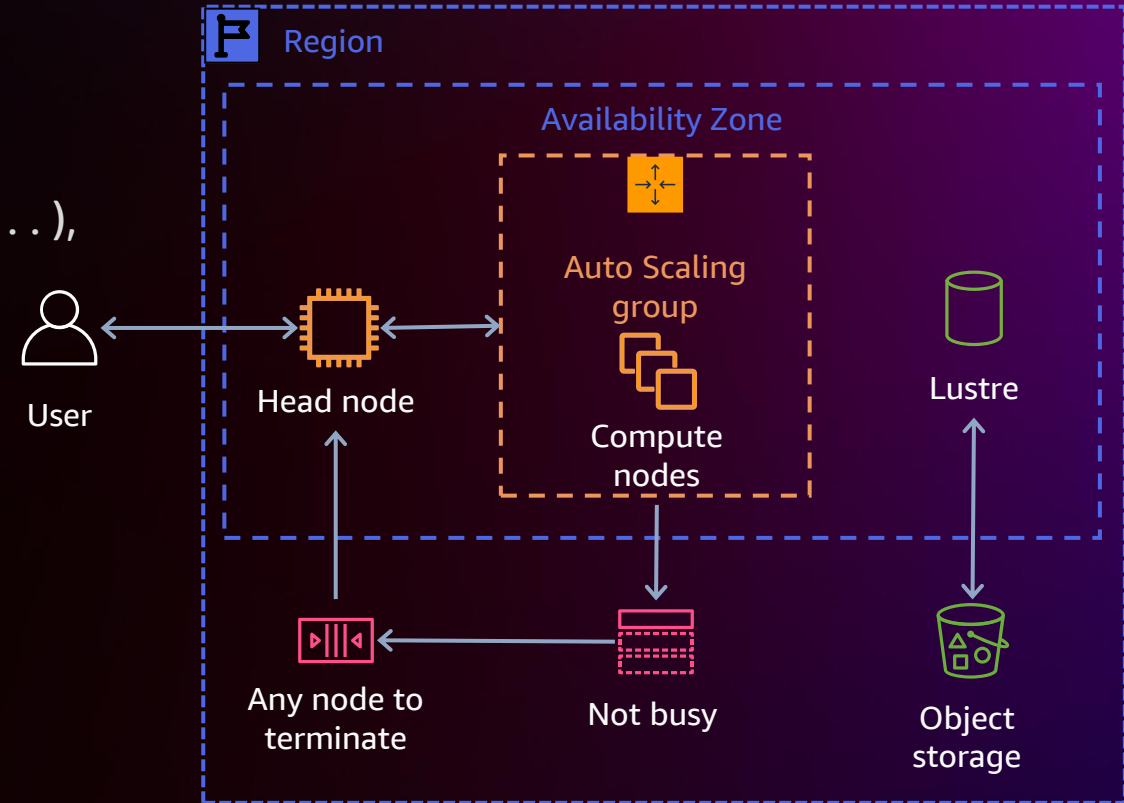 Region
Availability Zone
. . ),
Auto Scaling
group
User
Head node
Compute
nodes
Lustre
Any node to
terminate
Not busy
Object
storage